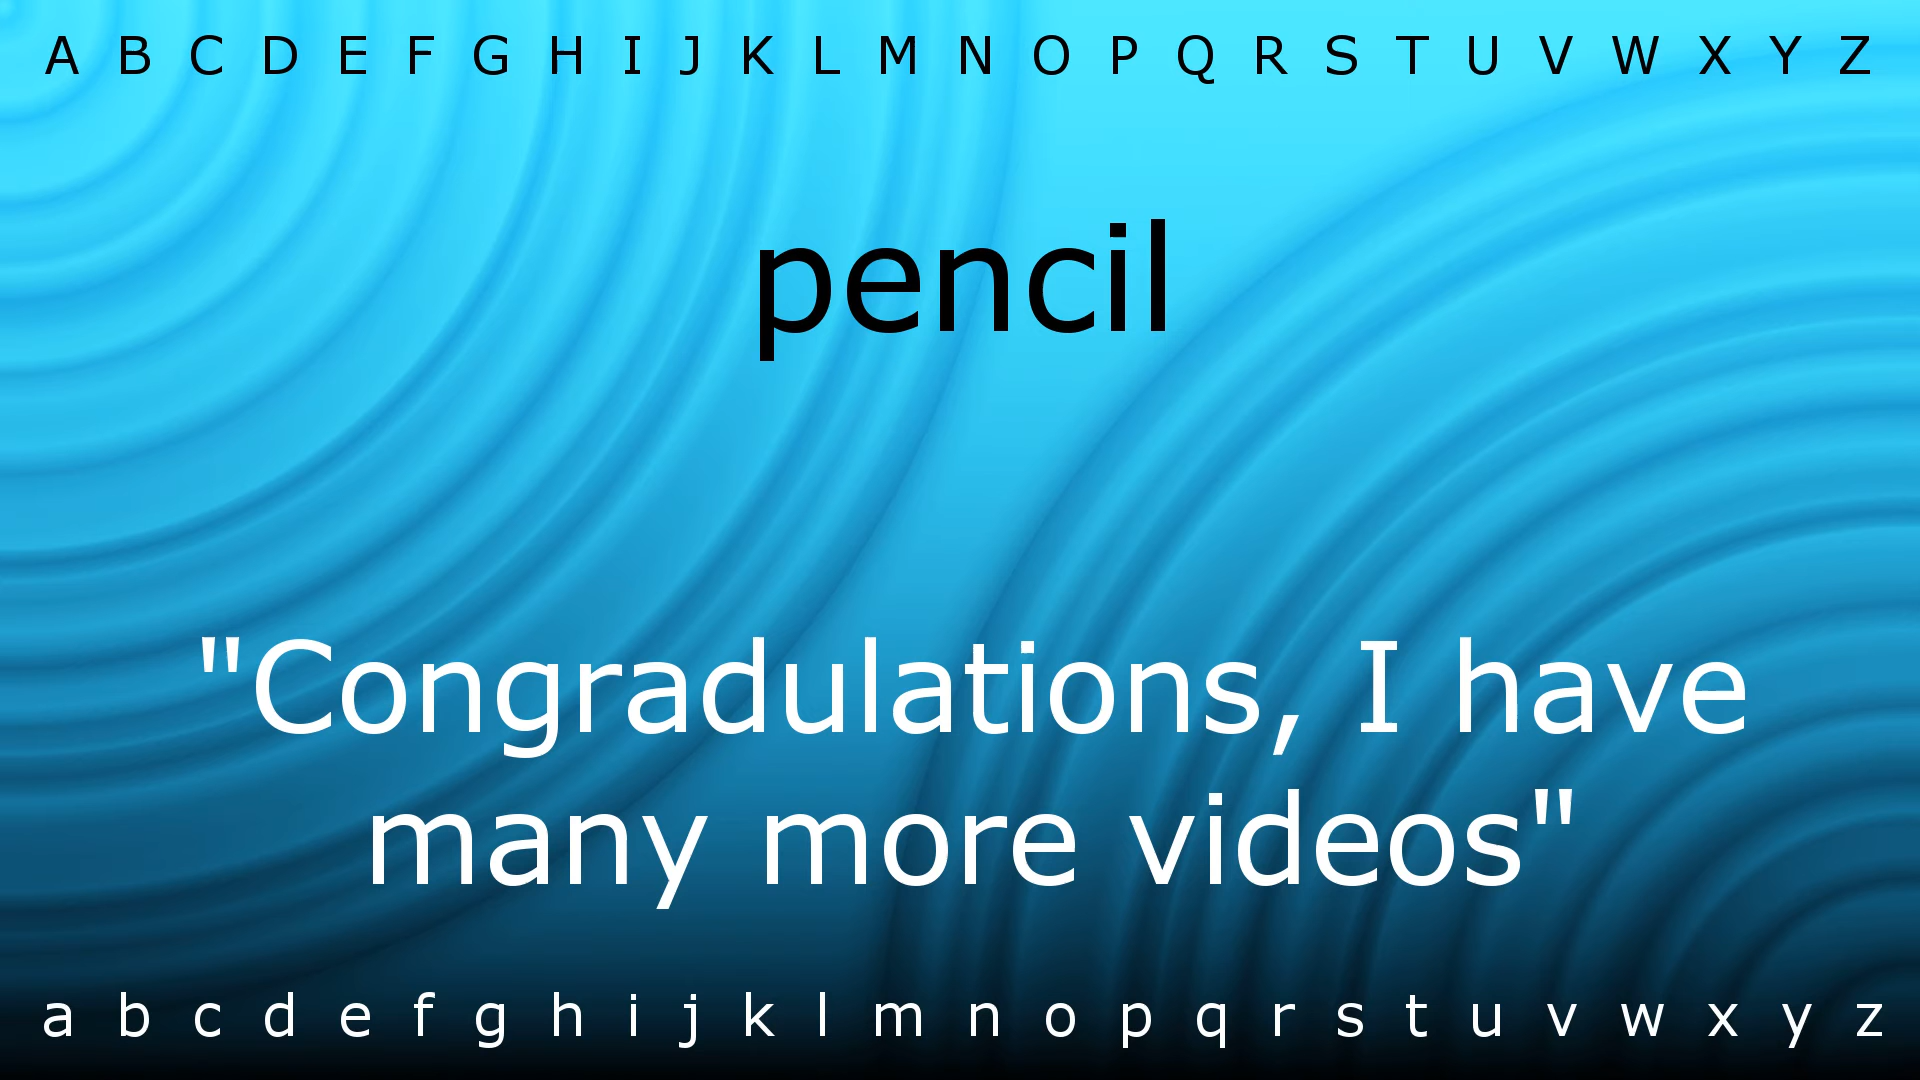 A B C D E F G H I J K L M N O P Q R S T U V W X Y Z
pencil
"Congradulations, I have
many more videos"
a b c d e f g h i j k l m n o p q r s t u v w x y z